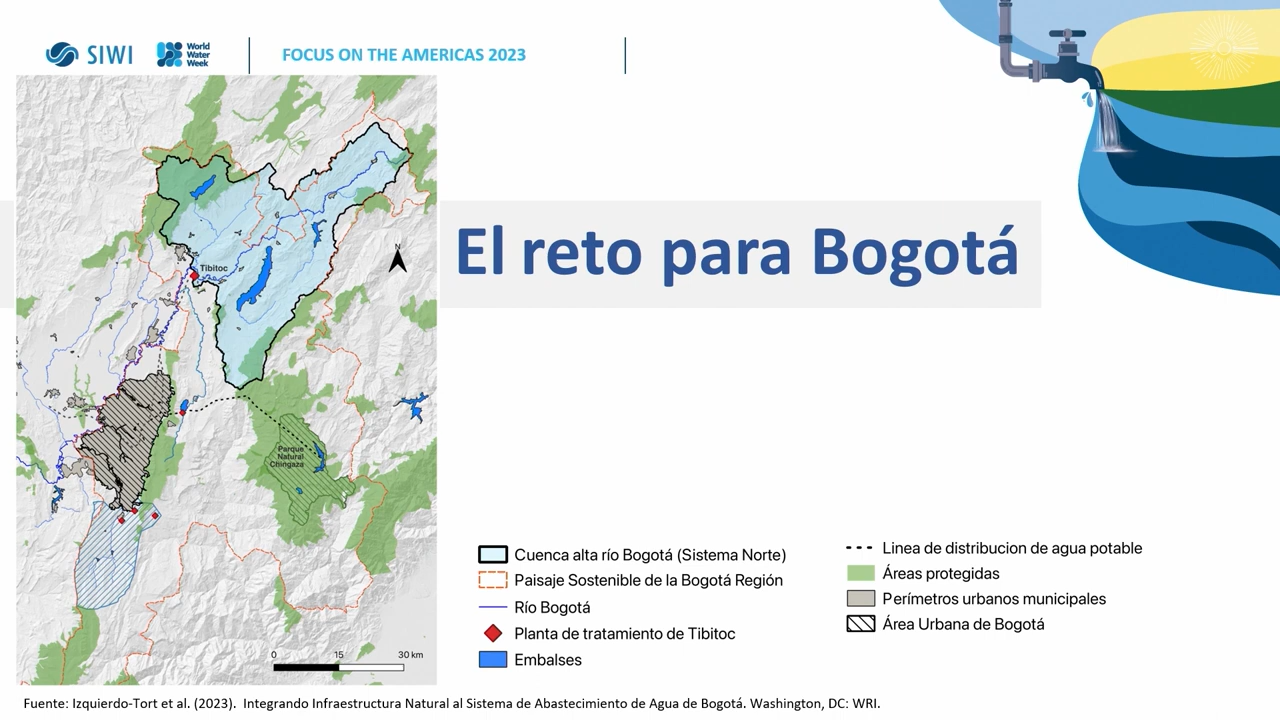 SIWI
World
Water
Week
FOCUS ON THE AMERICAS 2023
El reto para Bogotá
N
Tibitoc
Parque
Natural
Chingaza
0 15 30 km
Cuenca alta río Bogotá (Sistema Norte)
Paisaje Sostenible de la Bogotá Región
Río Bogotá
Planta de tratamiento de Tibitoc
Embalses
Linea de distribucion de agua potable
Áreas protegidas
Perímetros urbanos municipales
Área Urbana de Bogotá
Fuente: Izquierdo-Tort et al. (2023). Integrando Infraestructura Natural al Sistema de Abastecimiento de Agua de Bogotá. Washington, DC: WRI.